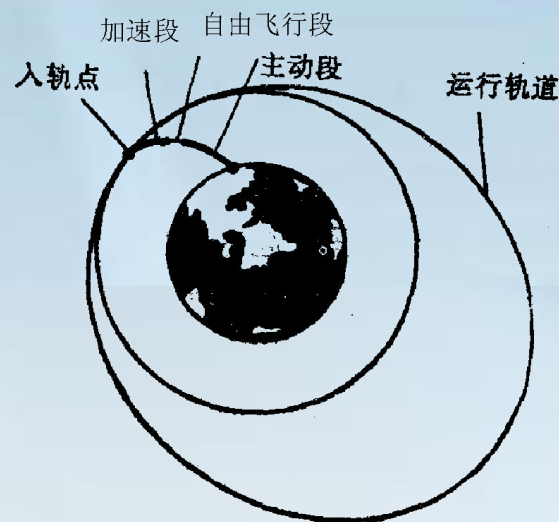 加速段
自由飞行段
入轨点
主动段
运行轨道